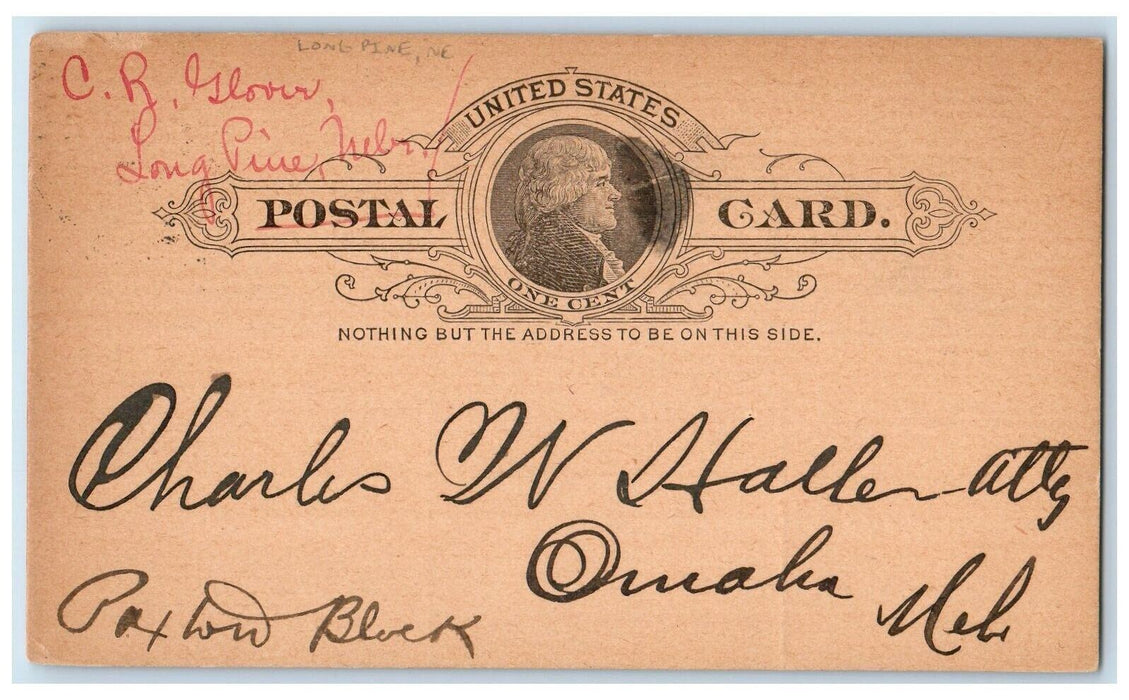 LONG PINE, NE
C. R. Glover,
Long Pine, Nebr.
UNITED STATES
POSTAL CARD.
ONE CENT
NOTHING BUT THE ADDRESS TO BE ON THIS SIDE.
Charles W Haller atty
Omaha
Neb
Paxton Block